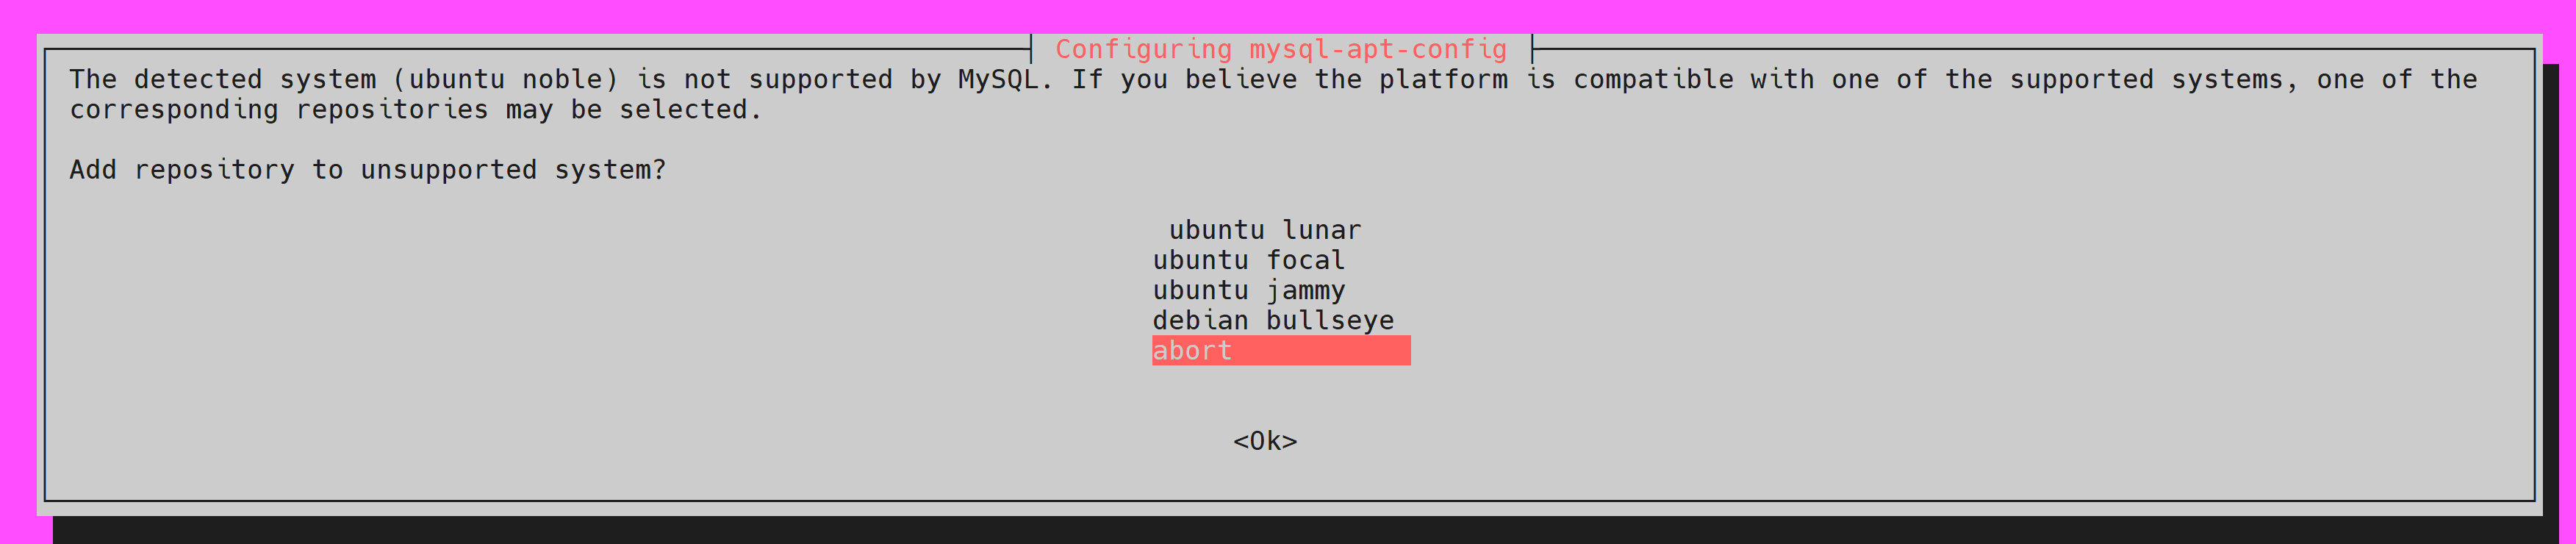 Configuring mysql-apt-config
The detected system (ubuntu noble) is not supported by MySQL. If you believe the platform is compatible with one of the supported systems, one of the
corresponding repositories may be selected.
Add repository to unsupported system?
ubuntu lunar
ubuntu focal
ubuntu jammy
debian bullseye
abort
<Ok>